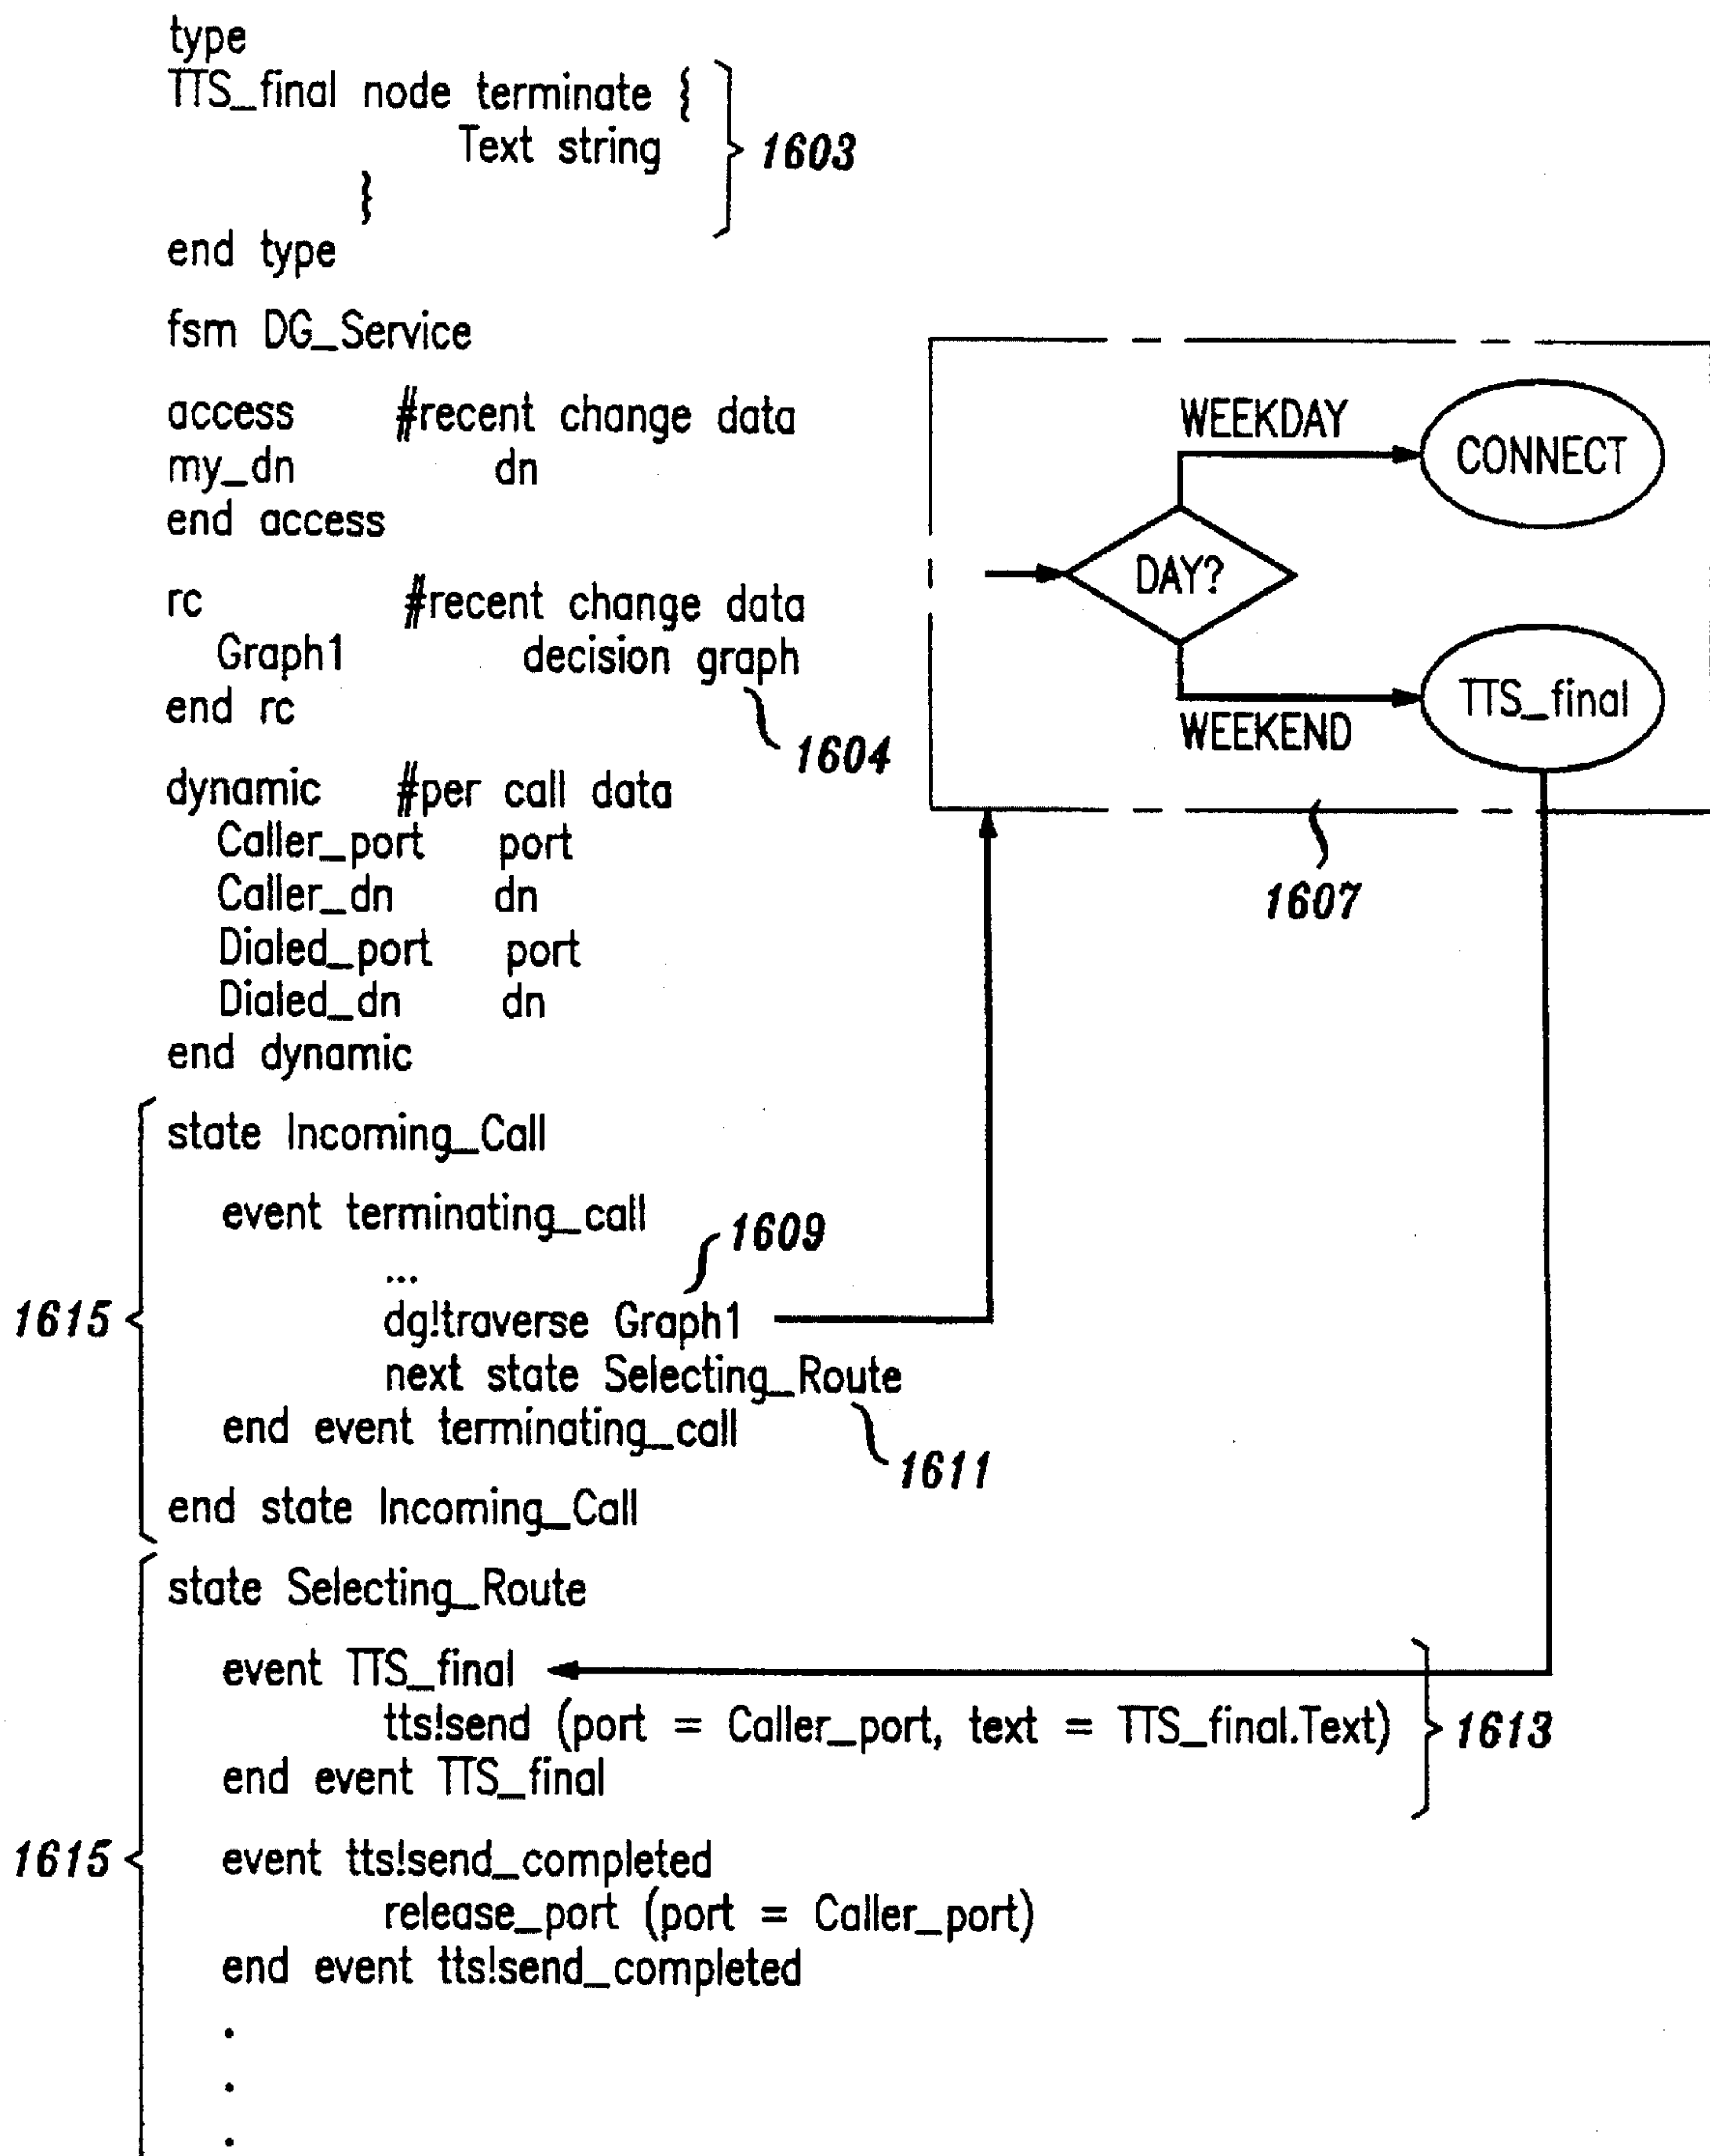 type
TTS_final node terminate {
Text string
}
1603
end type
fsm DG_Service
access #recent change data
my_dn dn
end access
rc #recent change data
Graph1 decision graph
end rc
1604
WEEKDAY
CONNECT
DAY?
TTS_final
WEEKEND
1607
dynamic #per call data
Caller_port port
Caller_dn dn
Dialed_port port
Dialed_dn dn
end dynamic
state Incoming_Call
event terminating_call
1609
...
1615
dg!traverse Graph1
next state Selecting_Route
end event terminating_call
1611
end state Incoming_Call
state Selecting_Route
event TTS_final
tts!send (port = Caller_port, text = TTS_final.Text)
1613
end event TTS_final
1615
event tts!send_completed
release_port (port = Caller_port)
end event tts!send_completed
.
.
.